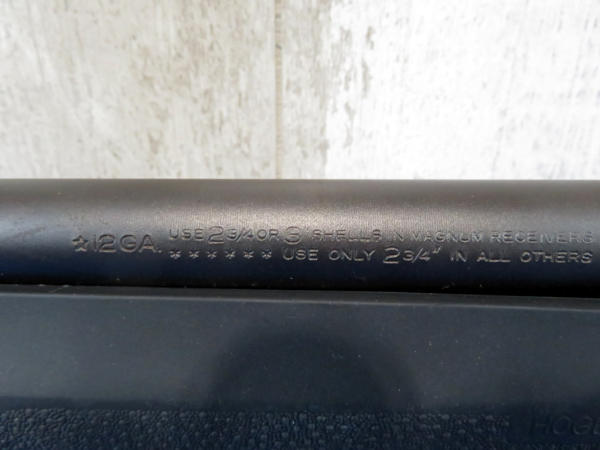 ☆12GA. USE 2 3/4 OR 3 SHELLS IN MAGNUM RECEIVERS
****** USE ONLY 2 3/4" IN ALL OTHERS